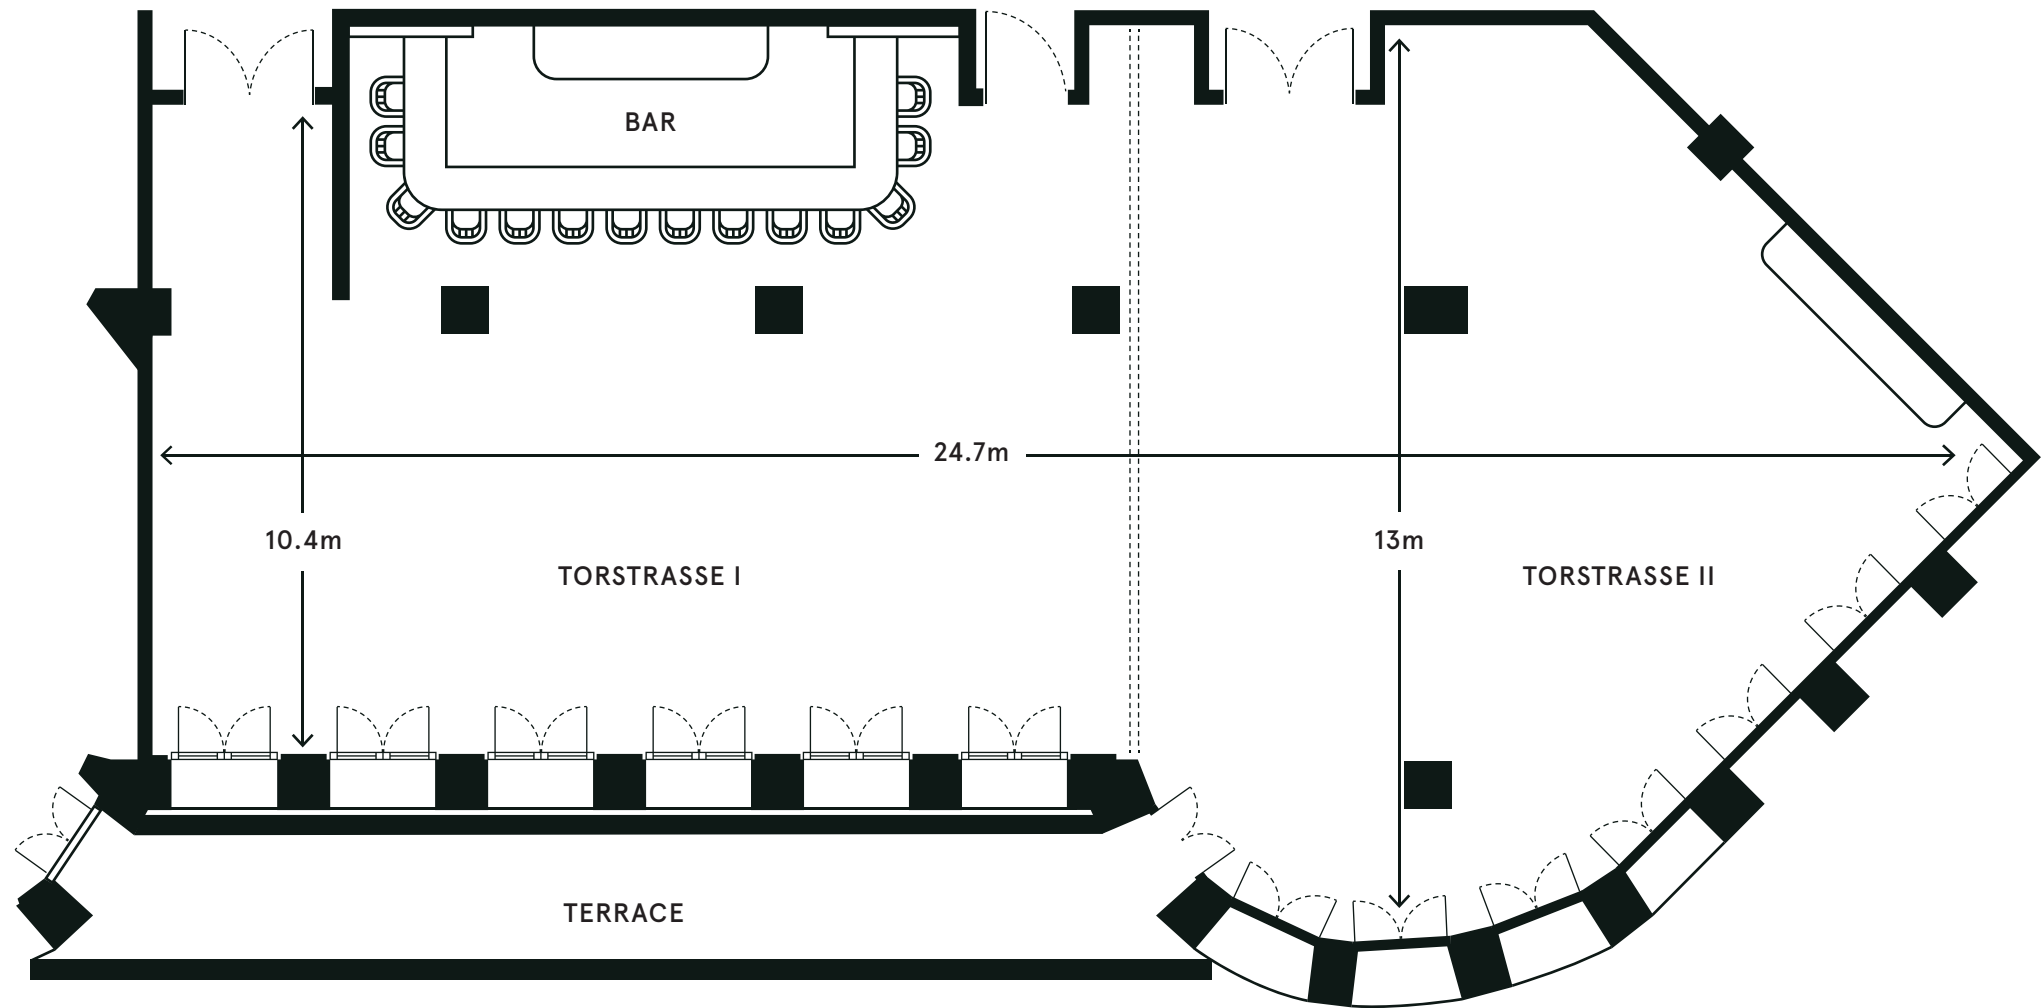 BAR
24.7m
10.4m
13m
TORSTRASSE I
TORSTRASSE II
TERRACE